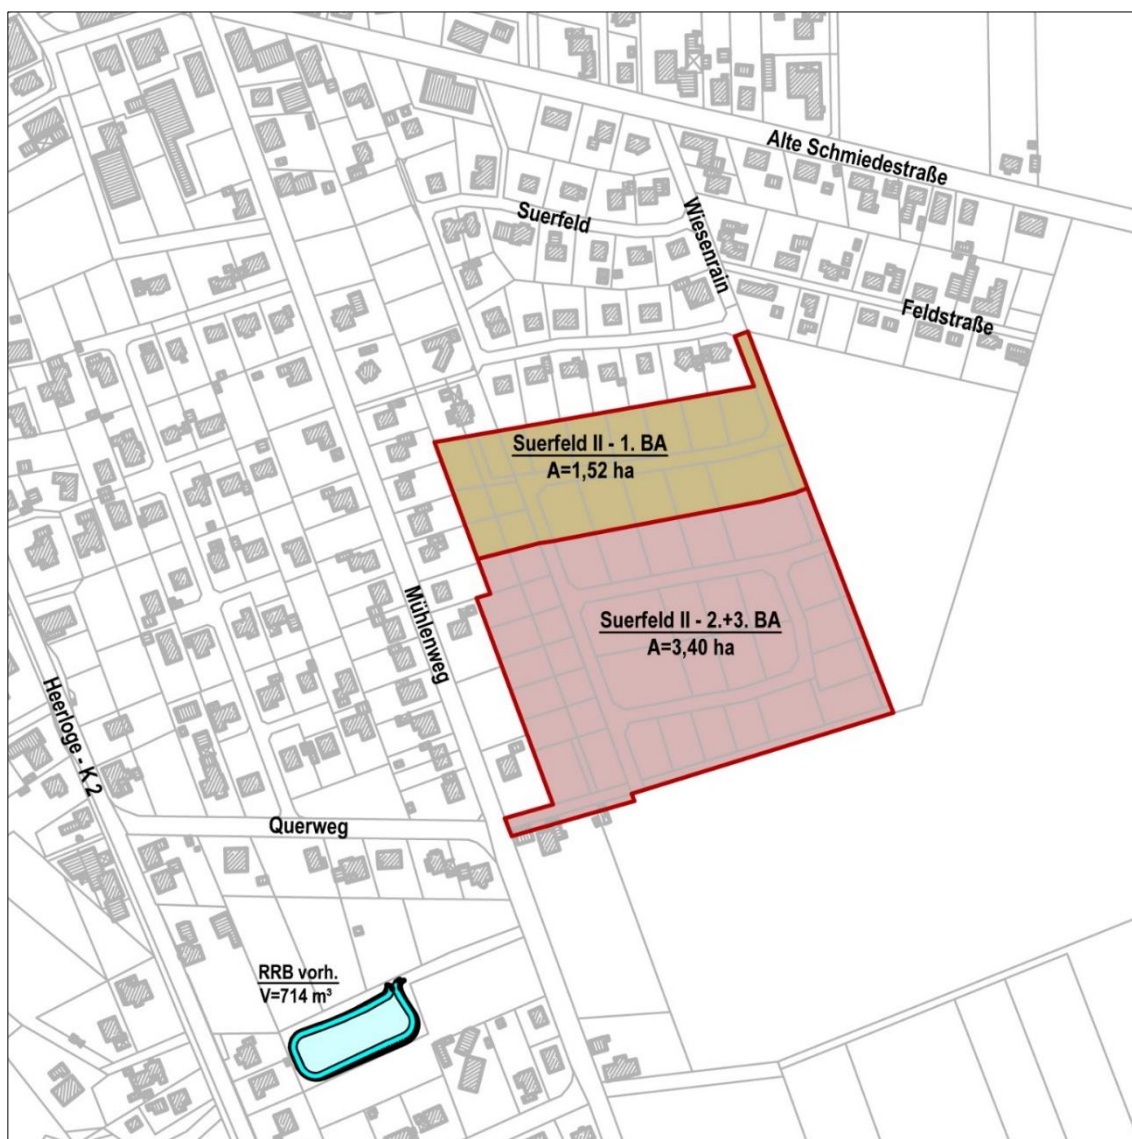 Alte Schmiedestraße
Suerfeld
Wiesenrain
Feldstraße
Suerfeld II - 1. BA
A=1,52 ha
Mühlenweg
Suerfeld II - 2.+3. BA
A=3,40 ha
Heerloge - K 2
Querweg
RRB vorh.
V=714 m³